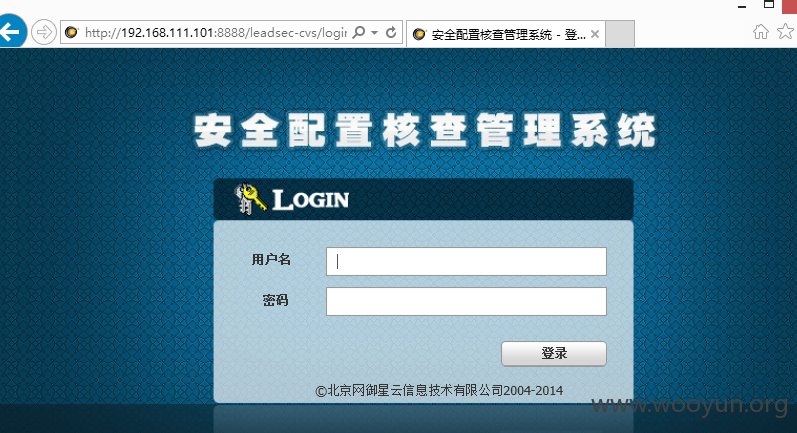 http://192.168.111.101:8888/leadsec-cvs/login
安全配置核查管理系统 - 登...
安全配置核查管理系统
LOGIN
用户名
密码
登录
©北京网御星云信息技术有限公司2004-2014
www.wooyun.org